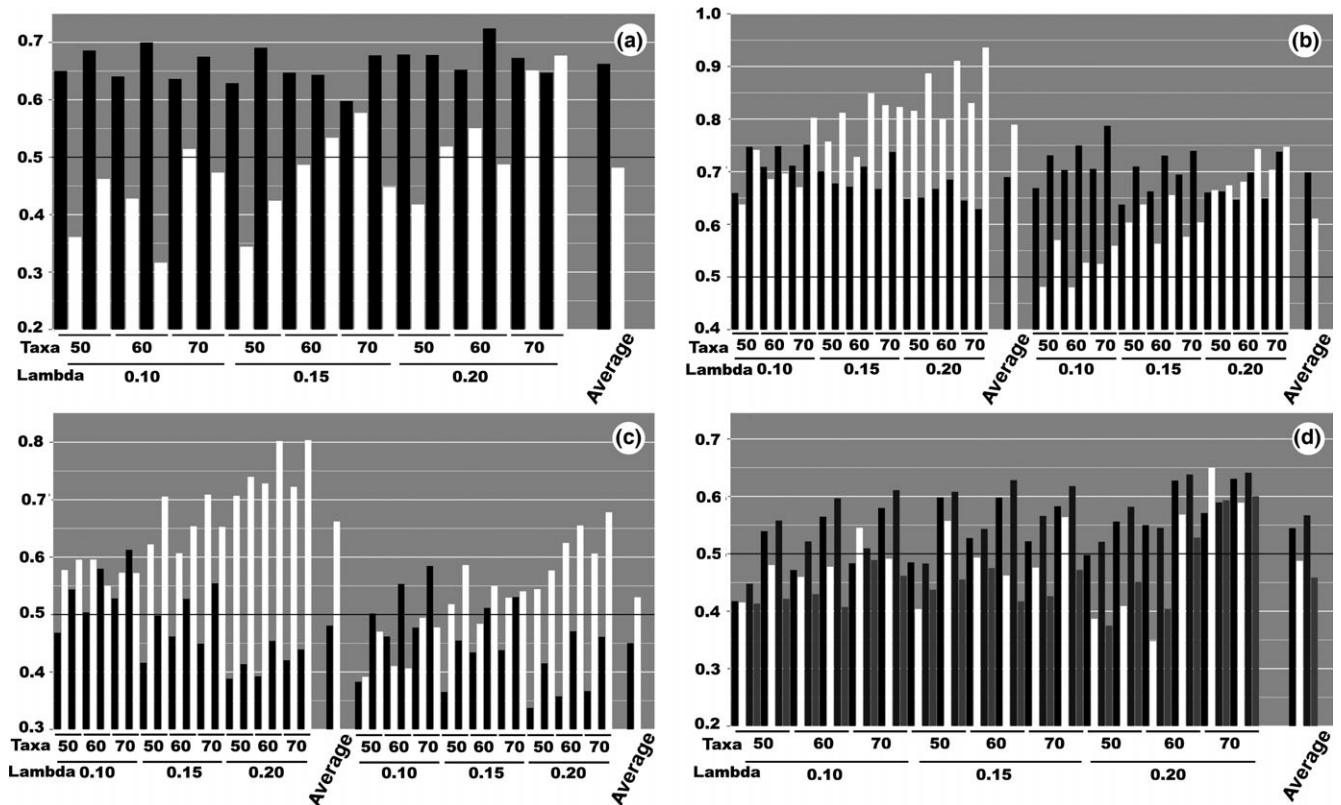 (a)
0.7
0.6
0.5
0.4
0.3
0.2
Taxa 50 60 70 50 60 70 50 60 70
Lambda 0.10 0.15 0.20
Average
(b)
1.0
0.9
0.8
0.7
0.6
0.5
0.4
Taxa 50 60 70 50 60 70 50 60 70 50 60 70 50 60 70 50 60 70
Lambda 0.10 0.15 0.20 0.10 0.15 0.20
Average Average
(c)
0.8
0.7
0.6
0.5
0.4
0.3
Taxa 50 60 70 50 60 70 50 60 70 50 60 70 50 60 70 50 60 70
Lambda 0.10 0.15 0.20 0.10 0.15 0.20
Average Average
(d)
0.7
0.6
0.5
0.4
0.3
0.2
Taxa 50 60 70 50 60 70 50 60 70
Lambda 0.10 0.15 0.20
Average